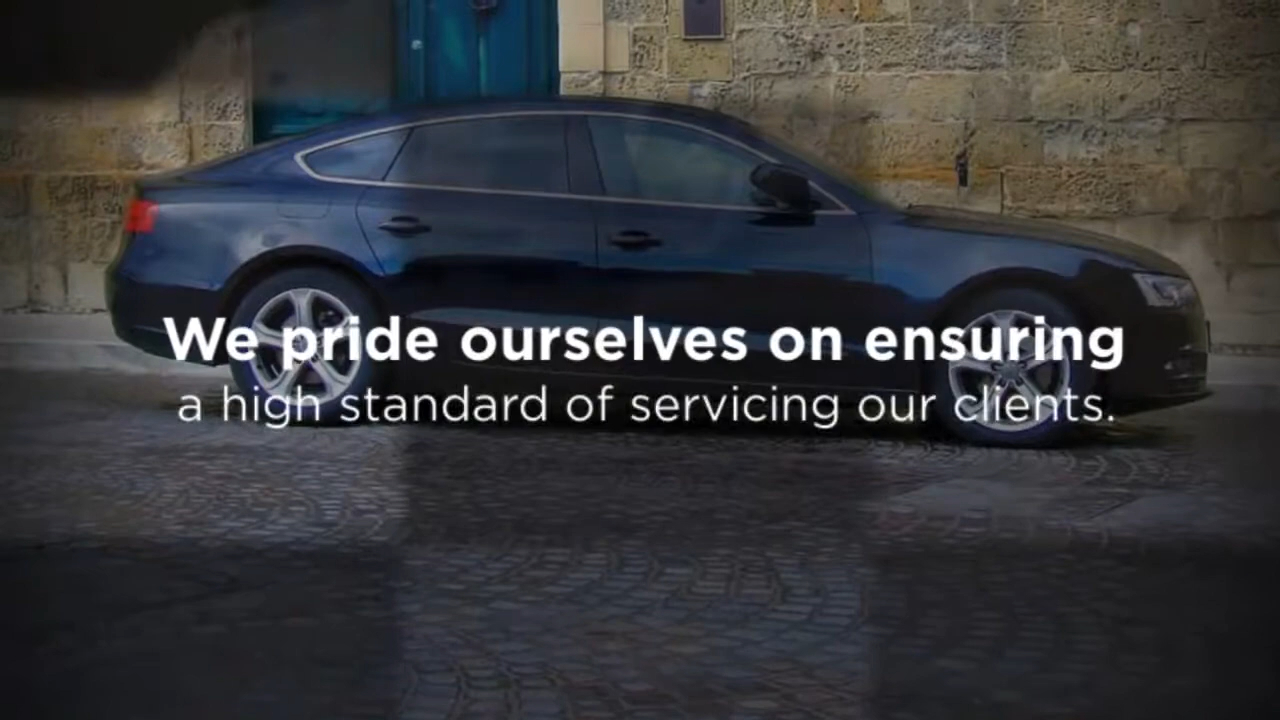 We pride ourselves on ensuring
a high standard of servicing our clients.